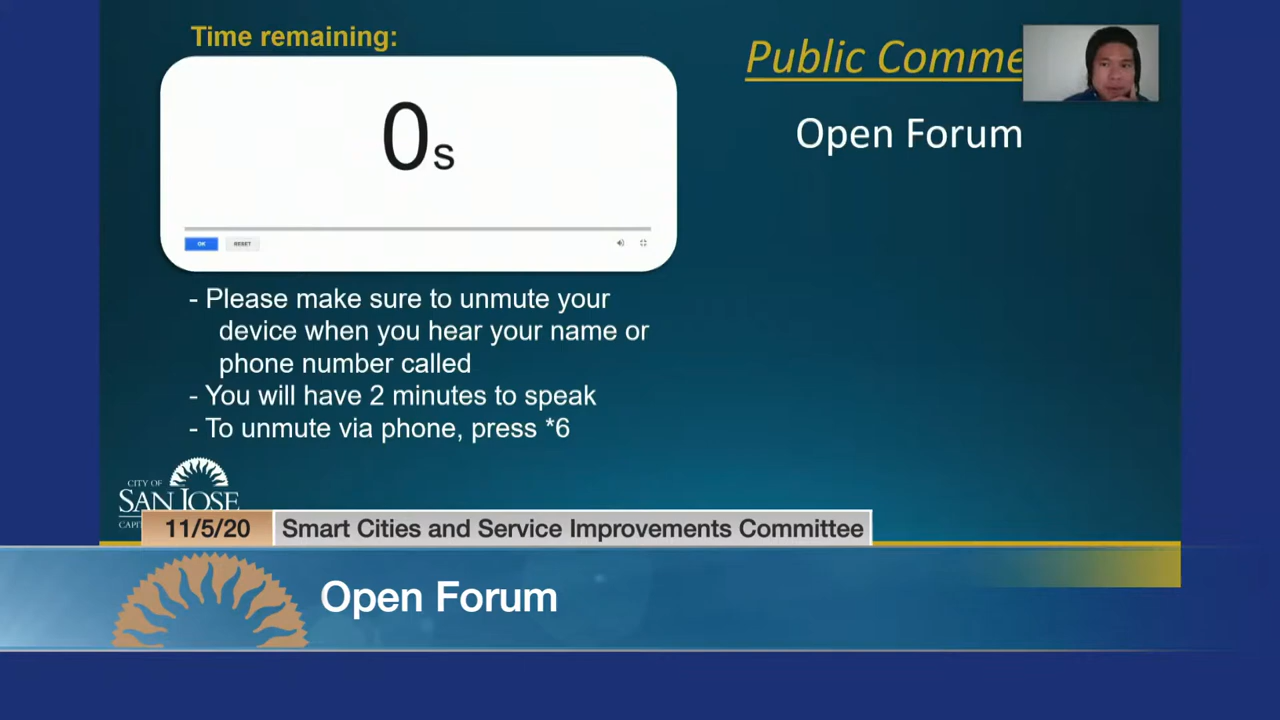 Time remaining:
0s
OK
RESET
Public Comme
Open Forum
- Please make sure to unmute your
device when you hear your name or
phone number called
- You will have 2 minutes to speak
- To unmute via phone, press *6
CITY OF
SAN JOSE
11/5/20
Smart Cities and Service Improvements Committee
Open Forum